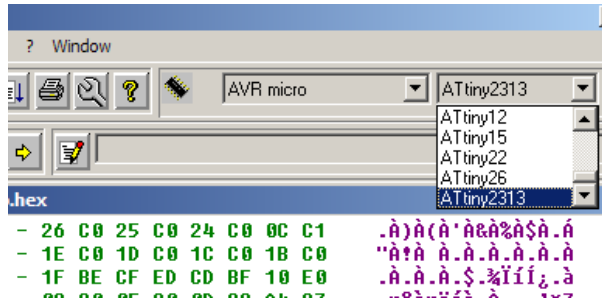 ? Window
AVR micro ATtiny2313
ATtiny12
ATtiny15
ATtiny22
ATtiny26
ATtiny2313
.hex
- 26 C0 25 C0 24 C0 0C C1 .À)À(À'À&À%À$À.Á
- 1E C0 1D C0 1C C0 1B C0 "À!À À.À.À.À.À.À
- 1F BE CF ED CD BF 10 E0 .À.À.À.$.¾ÏíÍ¿.à